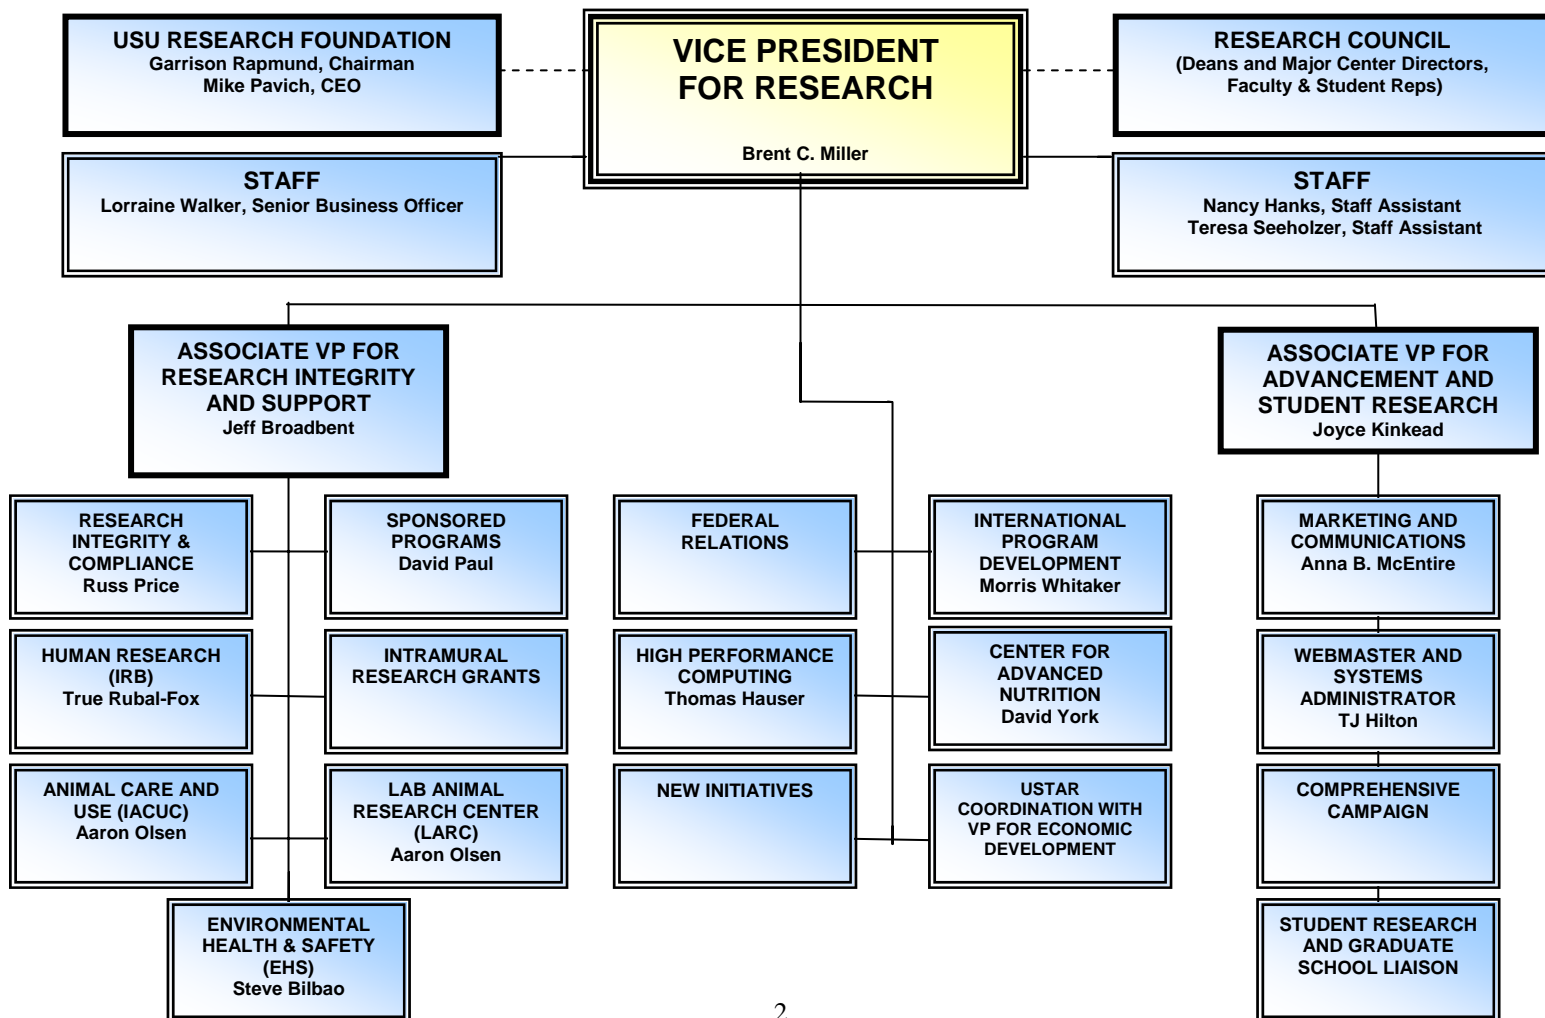 USU RESEARCH FOUNDATION
Garrison Rapmund, Chairman
Mike Pavich, CEO
VICE PRESIDENT
FOR RESEARCH
Brent C. Miller
RESEARCH COUNCIL
(Deans and Major Center Directors,
Faculty & Student Reps)
STAFF
Lorraine Walker, Senior Business Officer
STAFF
Nancy Hanks, Staff Assistant
Teresa Seeholzer, Staff Assistant
ASSOCIATE VP FOR
RESEARCH INTEGRITY
AND SUPPORT
Jeff Broadbent
ASSOCIATE VP FOR
ADVANCEMENT AND
STUDENT RESEARCH
Joyce Kinkead
RESEARCH
INTEGRITY &
COMPLIANCE
Russ Price
SPONSORED
PROGRAMS
David Paul
FEDERAL
RELATIONS
INTERNATIONAL
PROGRAM
DEVELOPMENT
Morris Whitaker
MARKETING AND
COMMUNICATIONS
Anna B. McEntire
HUMAN RESEARCH
(IRB)
True Rubal-Fox
INTRAMURAL
RESEARCH GRANTS
HIGH PERFORMANCE
COMPUTING
Thomas Hauser
CENTER FOR
ADVANCED
NUTRITION
David York
WEBMASTER AND
SYSTEMS
ADMINISTRATOR
TJ Hilton
ANIMAL CARE AND
USE (IACUC)
Aaron Olsen
LAB ANIMAL
RESEARCH CENTER
(LARC)
Aaron Olsen
NEW INITIATIVES
USTAR
COORDINATION WITH
VP FOR ECONOMIC
DEVELOPMENT
COMPREHENSIVE
CAMPAIGN
ENVIRONMENTAL
HEALTH & SAFETY
(EHS)
Steve Bilbao
STUDENT RESEARCH
AND GRADUATE
SCHOOL LIAISON
2